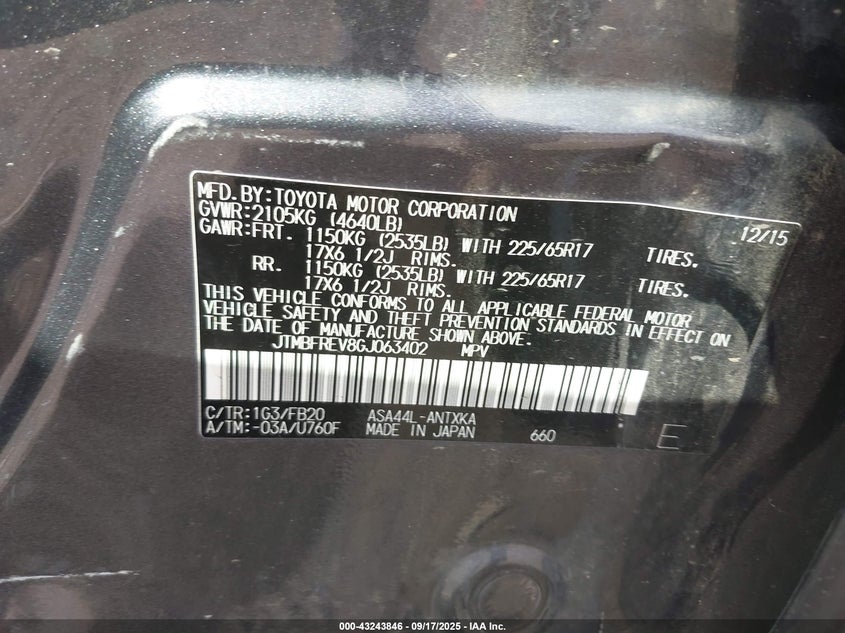 MFD.BY:TOYOTA MOTOR CORPORATION 12/15
GVWR:2105KG (4640LB)
GAWR:FRT. 1150KG (2535LB) WITH 225/65R17 TIRES.
17X6 1/2J RIMS.
RR. 1150KG (2535LB) WITH 225/65R17 TIRES.
17X6 1/2J RIMS.
THIS VEHICLE CONFORMS TO ALL APPLICABLE FEDERAL MOTOR
VEHICLE SAFETY AND THEFT PREVENTION STANDARDS IN EFFECT ON
THE DATE OF MANUFACTURE SHOWN ABOVE.
JTMBFREV8GJ063402 MPV
C/TR:1G3/FB20 ASA44L-ANTXKA
A/TM:-03A/U760F MADE IN JAPAN 660 E
000-43243846 - 09/17/2025 - IAA Inc.